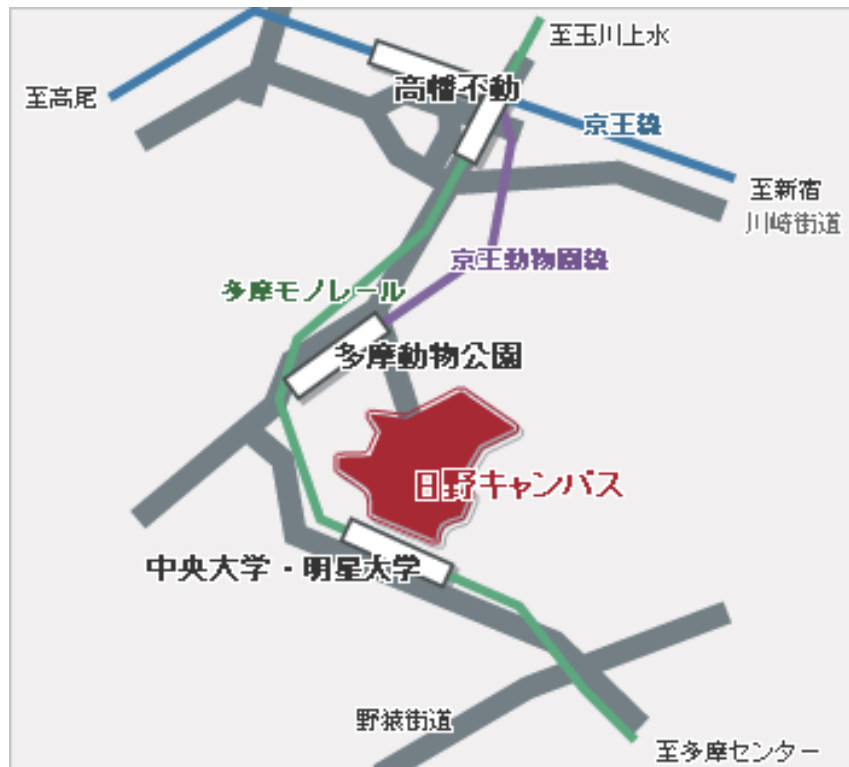 至玉川上水
高幡不動
至高尾
京王線
至新宿
川崎街道
京王動物園線
多摩モノレール
多摩動物公園
日野キャンパス
中央大学・明星大学
野猿街道
至多摩センター